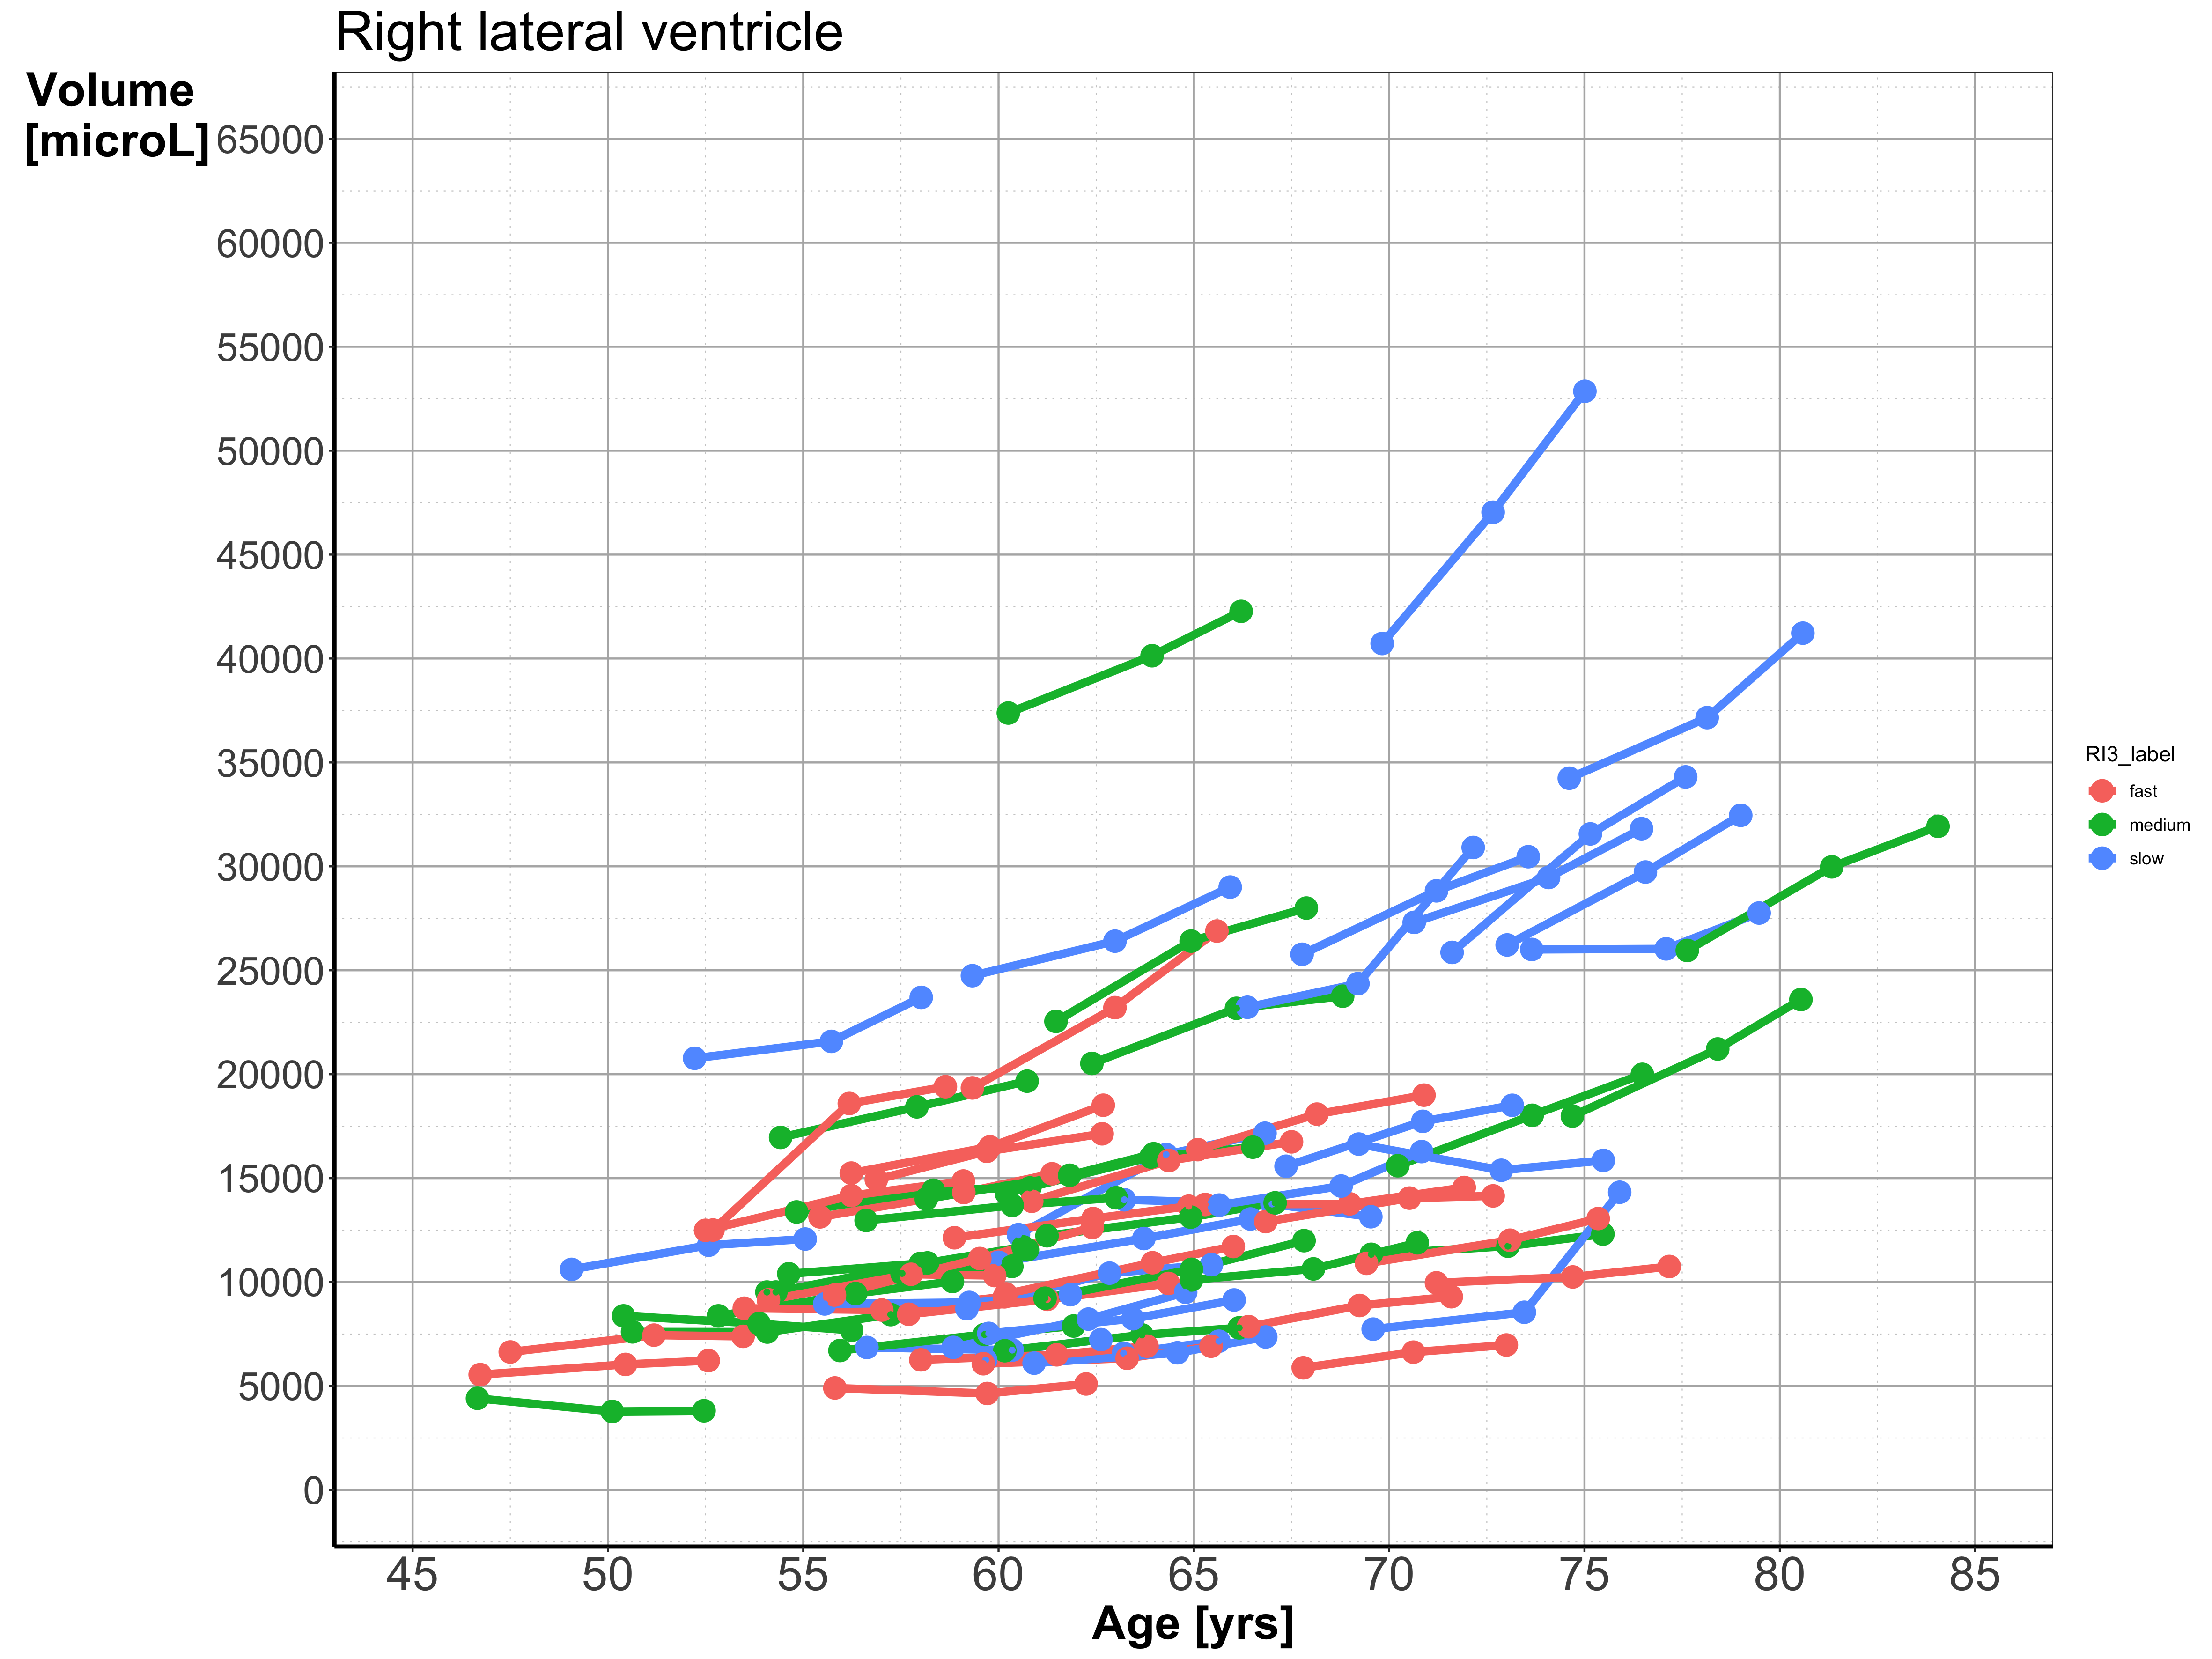 Right lateral ventricle
Volume
[microL]
65000
60000
55000
50000
45000
40000
35000
30000
25000
20000
15000
10000
5000
0
45 50 55 60 65 70 75 80 85
Age [yrs]
RI3_label
fast
medium
slow